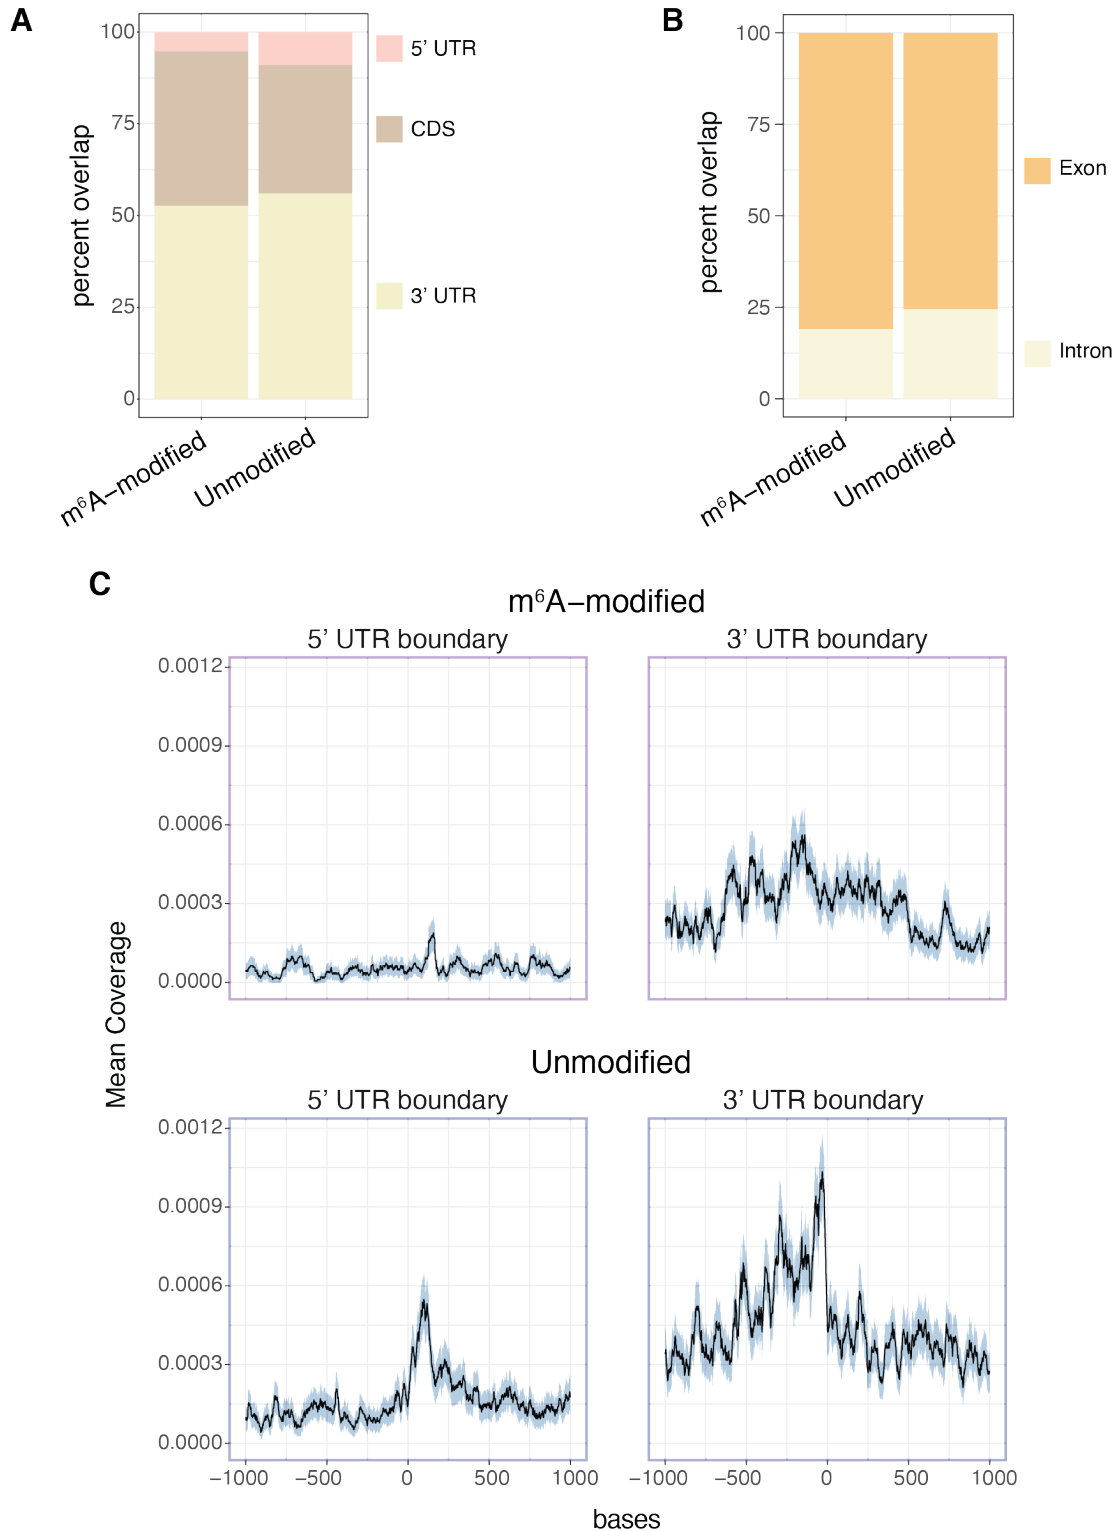 A
100
75
50
25
0
percent overlap
5’ UTR
CDS
3’ UTR
m⁶A–modified
Unmodified
B
100
75
50
25
0
percent overlap
Exon
Intron
m⁶A–modified
Unmodified
C
m⁶A–modified
5’ UTR boundary
3’ UTR boundary
0.0012
0.0009
0.0006
0.0003
0.0000
Mean Coverage
Unmodified
5’ UTR boundary
3’ UTR boundary
0.0012
0.0009
0.0006
0.0003
0.0000
−1000 −500 0 500 1000
−1000 −500 0 500 1000
bases